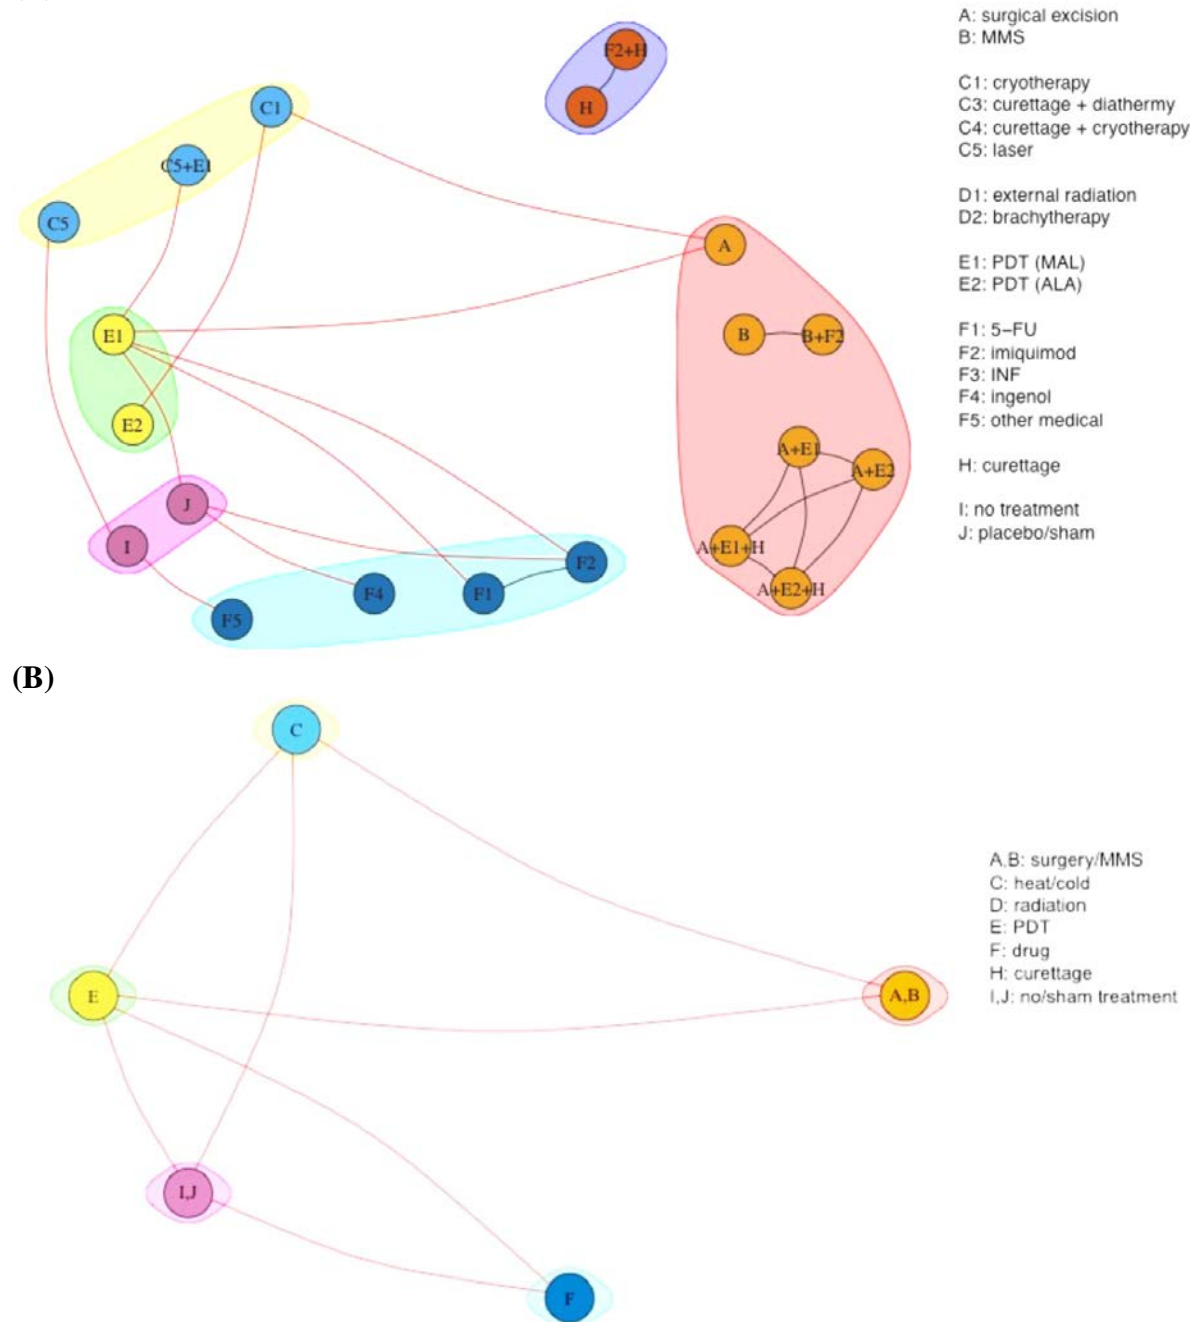 F2+H
H
C1
C5+E1
C5
A
B
B+F2
E1
E2
A+E1
A+E2
A+E1+H
A+E2+H
J
I
F2
F4
F1
F5
A: surgical excision
B: MMS
C1: cryotherapy
C3: curettage + diathermy
C4: curettage + cryotherapy
C5: laser
D1: external radiation
D2: brachytherapy
E1: PDT (MAL)
E2: PDT (ALA)
F1: 5−FU
F2: imiquimod
F3: INF
F4: ingenol
F5: other medical
H: curettage
I: no treatment
J: placebo/sham
(B)
C
E
A,B
I,J
F
A,B: surgery/MMS
C: heat/cold
D: radiation
E: PDT
F: drug
H: curettage
I,J: no/sham treatment